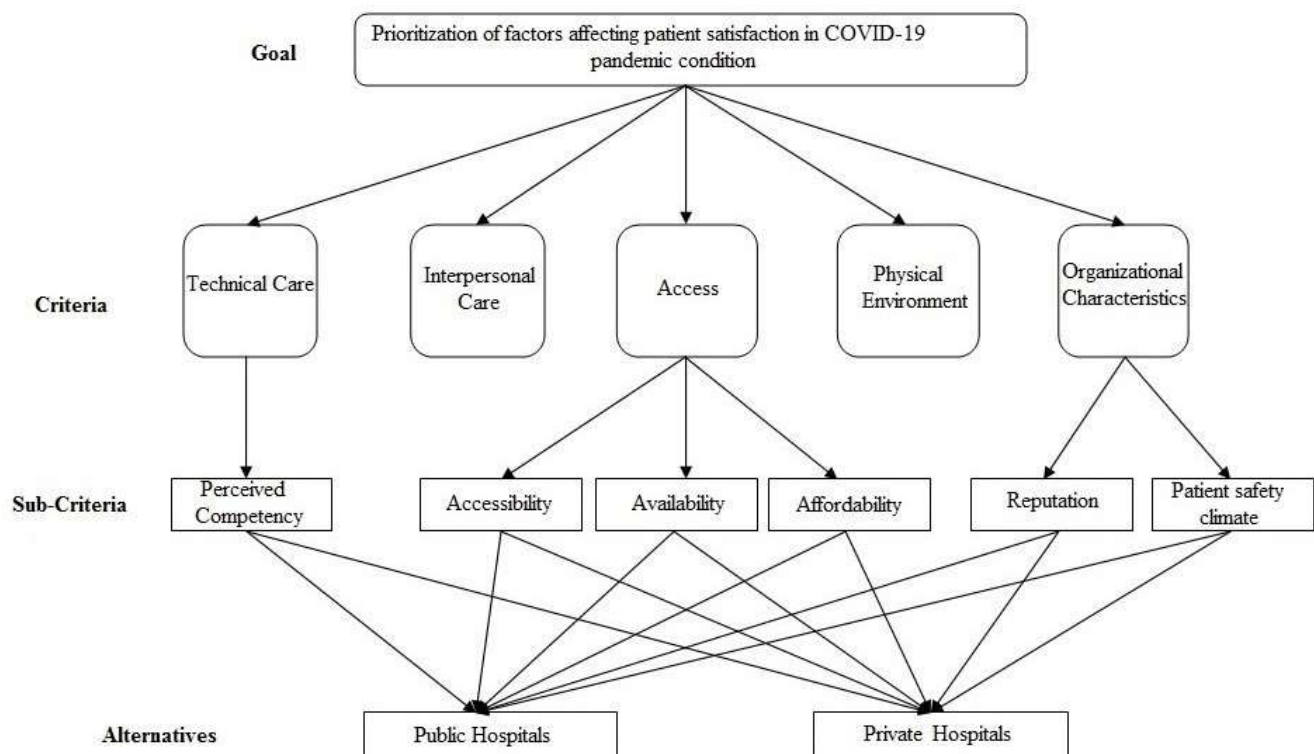 Goal
Prioritization of factors affecting patient satisfaction in COVID-19
pandemic condition
Criteria
Technical Care
Interpersonal
Care
Access
Physical
Environment
Organizational
Characteristics
Sub-Criteria
Perceived
Competency
Accessibility
Availability
Affordability
Reputation
Patient safety
climate
Alternatives
Public Hospitals
Private Hospitals